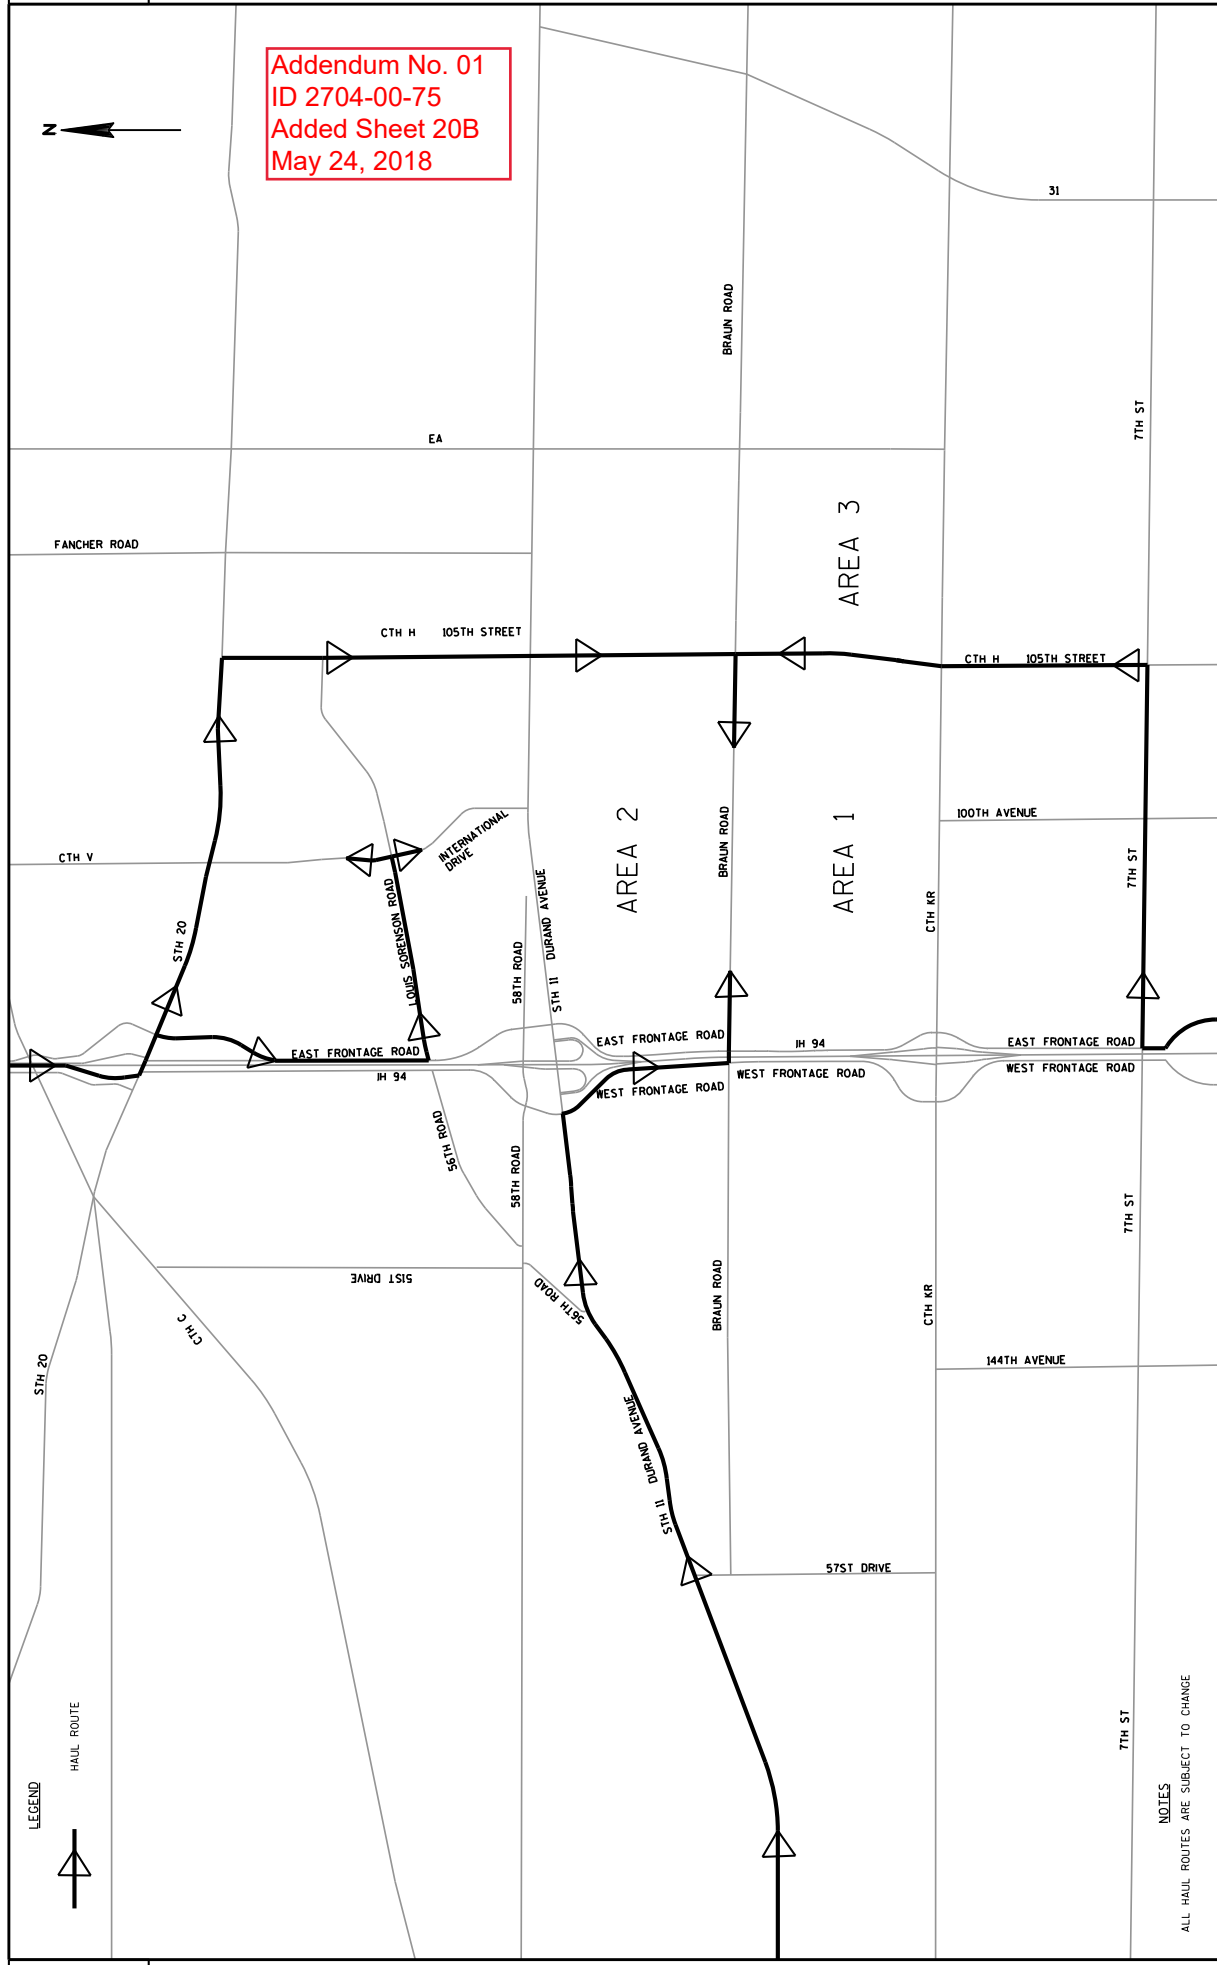 Addendum No. 01
ID 2704-00-75
Added Sheet 20B
May 24, 2018
N
31
BRAUN ROAD
7TH ST
EA
FANCHER ROAD
AREA 3
CTH H 105TH STREET
CTH H 105TH STREET
AREA 2
AREA 1
BRAUN ROAD
100TH AVENUE
7TH ST
CTH V
INTERNATIONAL
DRIVE
LOUIS SORENSON ROAD
STH 20
58TH ROAD
STH 11 DURAND AVENUE
CTH KR
EAST FRONTAGE ROAD
IH 94
EAST FRONTAGE ROAD
IH 94
EAST FRONTAGE ROAD
WEST FRONTAGE ROAD
WEST FRONTAGE ROAD
WEST FRONTAGE ROAD
56TH ROAD
58TH ROAD
7TH ST
51ST DRIVE
56TH ROAD
BRAUN ROAD
CTH KR
CTH C
STH 20
144TH AVENUE
STH 11 DURAND AVENUE
57ST DRIVE
7TH ST
LEGEND
HAUL ROUTE
NOTES
ALL HAUL ROUTES ARE SUBJECT TO CHANGE